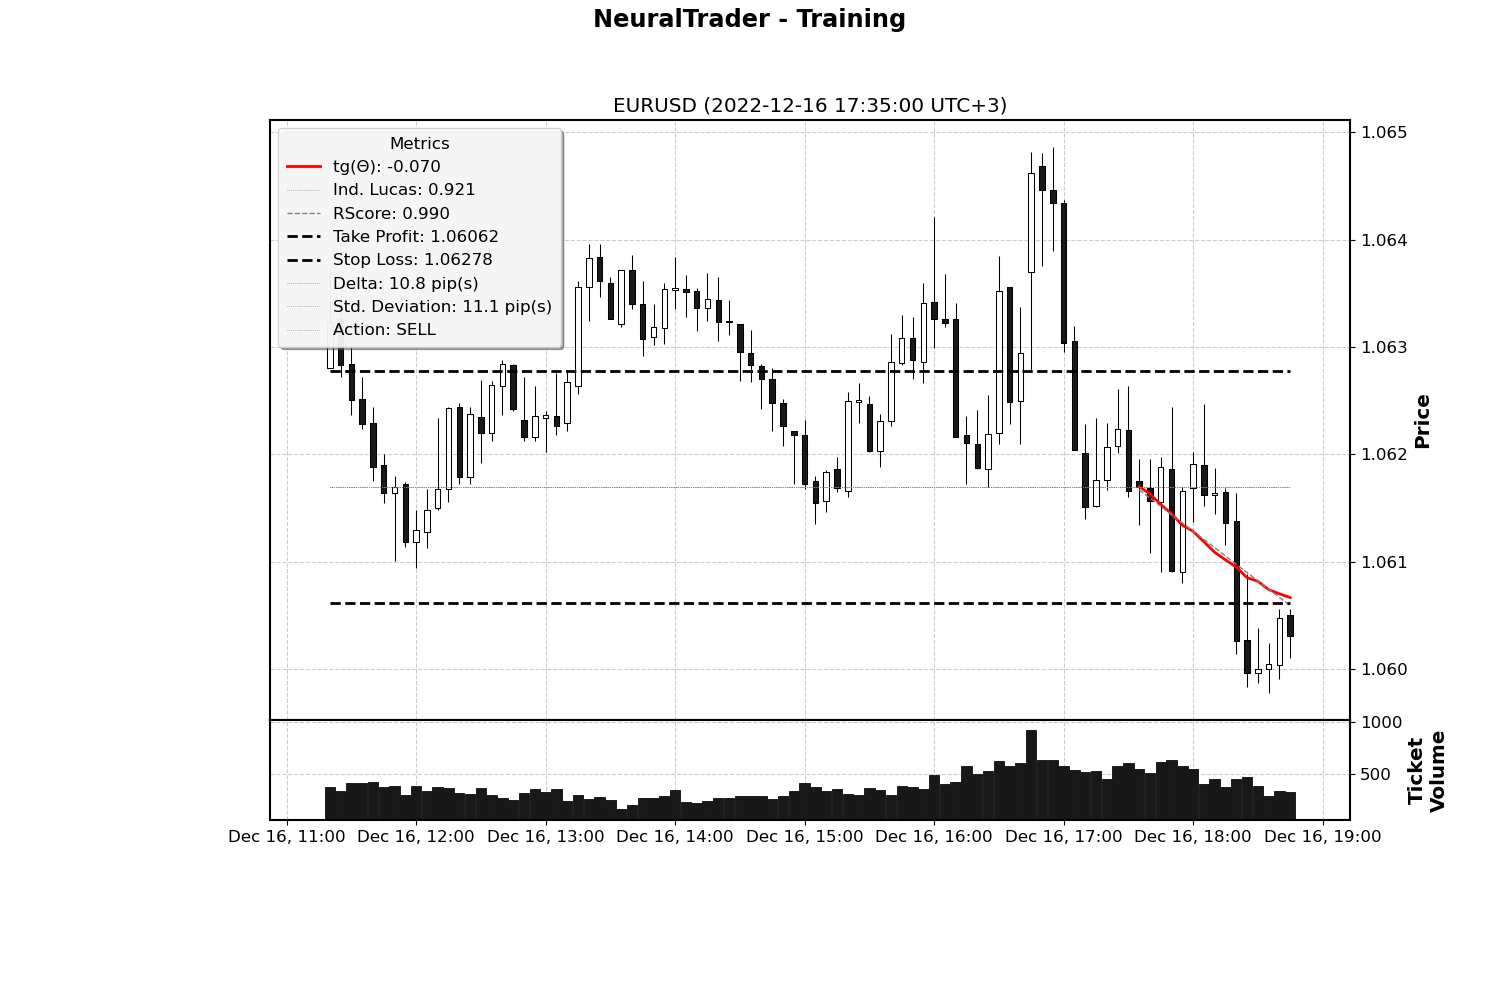 NeuralTrader - Training
EURUSD (2022-12-16 17:35:00 UTC+3)
Metrics
tg(Θ): -0.070
Ind. Lucas: 0.921
RScore: 0.990
Take Profit: 1.06062
Stop Loss: 1.06278
Delta: 10.8 pip(s)
Std. Deviation: 11.1 pip(s)
Action: SELL
1.065
1.064
1.063
1.062
1.061
1.060
Price
1000
500
Ticket
Volume
Dec 16, 11:00
Dec 16, 12:00
Dec 16, 13:00
Dec 16, 14:00
Dec 16, 15:00
Dec 16, 16:00
Dec 16, 17:00
Dec 16, 18:00
Dec 16, 19:00